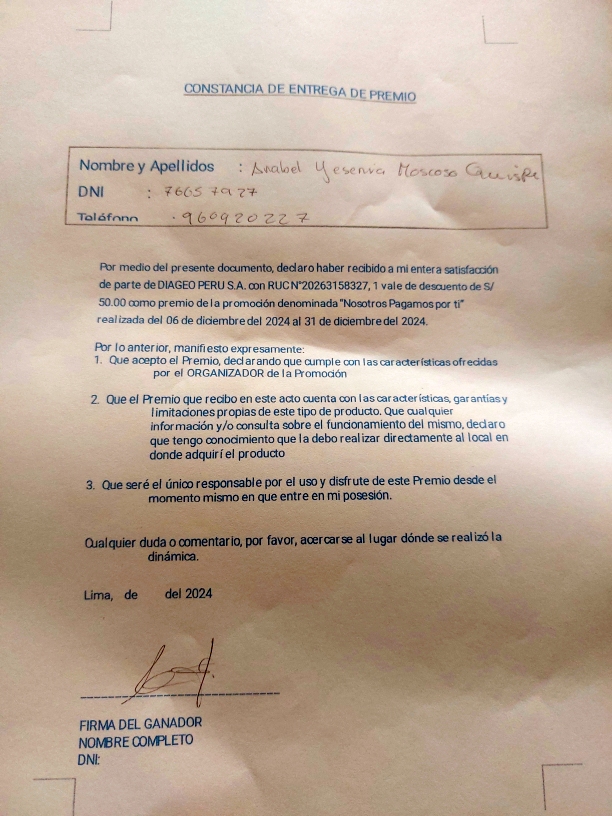 CONSTANCIA DE ENTREGA DE PREMIO
Nombre y Apellidos : Anabel Yesenia Moscoso Quispe
DNI : 76657927
Teléfono : 960920227
Por medio del presente documento, declaro haber recibido a mi entera satisfacción
de parte de DIAGEO PERU S.A. con RUC N°20263158327, 1 vale de descuento de S/
50.00 como premio de la promoción denominada "Nosotros Pagamos por ti"
realizada del 06 de diciembre del 2024 al 31 de diciembre del 2024.
Por lo anterior, manifiesto expresamente:
1. Que acepto el Premio, declarando que cumple con las características ofrecidas
por el ORGANIZADOR de la Promoción
2. Que el Premio que recibo en este acto cuenta con las características, garantías y
limitaciones propias de este tipo de producto. Que cualquier
información y/o consulta sobre el funcionamiento del mismo, declaro
que tengo conocimiento que la debo realizar directamente al local en
donde adquirí el producto
3. Que seré el único responsable por el uso y disfrute de este Premio desde el
momento mismo en que entre en mi posesión.
Cualquier duda o comentario, por favor, acercarse al lugar dónde se realizó la
dinámica.
Lima, de del 2024
FIRMA DEL GANADOR
NOMBRE COMPLETO
DNI: